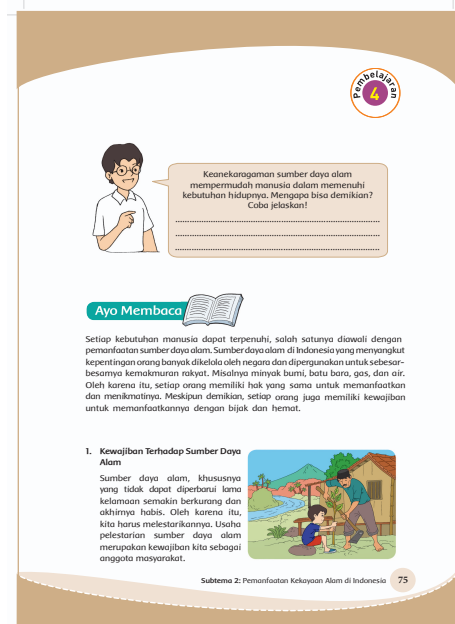 Pembelajaran
4
Keanekaragaman sumber daya alam
mempermudah manusia dalam memenuhi
kebutuhan hidupnya. Mengapa bisa demikian?
Coba jelaskan!
Ayo Membaca
Setiap kebutuhan manusia dapat terpenuhi, salah satunya diawali dengan
pemanfaatan sumber daya alam. Sumber daya alam di Indonesia yang menyangkut
kepentingan orang banyak dikelola oleh negara dan dipergunakan untuk sebesar-
besarnya kemakmuran rakyat. Misalnya minyak bumi, batu bara, gas, dan air.
Oleh karena itu, setiap orang memiliki hak yang sama untuk memanfaatkan
dan menikmatinya. Meskipun demikian, setiap orang juga memiliki kewajiban
untuk memanfaatkannya dengan bijak dan hemat.
1. Kewajiban Terhadap Sumber Daya
Alam
Sumber daya alam, khususnya
yang tidak dapat diperbarui lama
kelamaan semakin berkurang dan
akhirnya habis. Oleh karena itu,
kita harus melestarikannya. Usaha
pelestarian sumber daya alam
merupakan kewajiban kita sebagai
anggota masyarakat.
Subtema 2: Pemanfaatan Kekayaan Alam di Indonesia 75